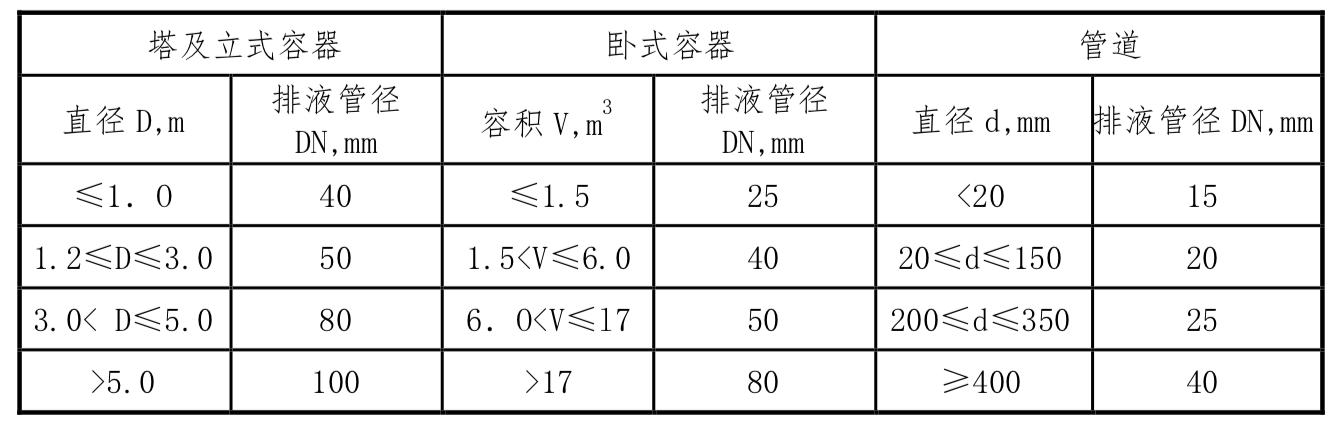 塔及立式容器 卧式容器 管道
直径 D,m 排液管径 DN,mm 容积 V,m³ 排液管径 DN,mm 直径 d,mm 排液管径 DN,mm
≤1．0 40 ≤1.5 25 <20 15
1.2≤D≤3.0 50 1.5<V≤6.0 40 20≤d≤150 20
3.0< D≤5.0 80 6．0<V≤17 50 200≤d≤350 25
>5.0 100 >17 80 ≥400 40